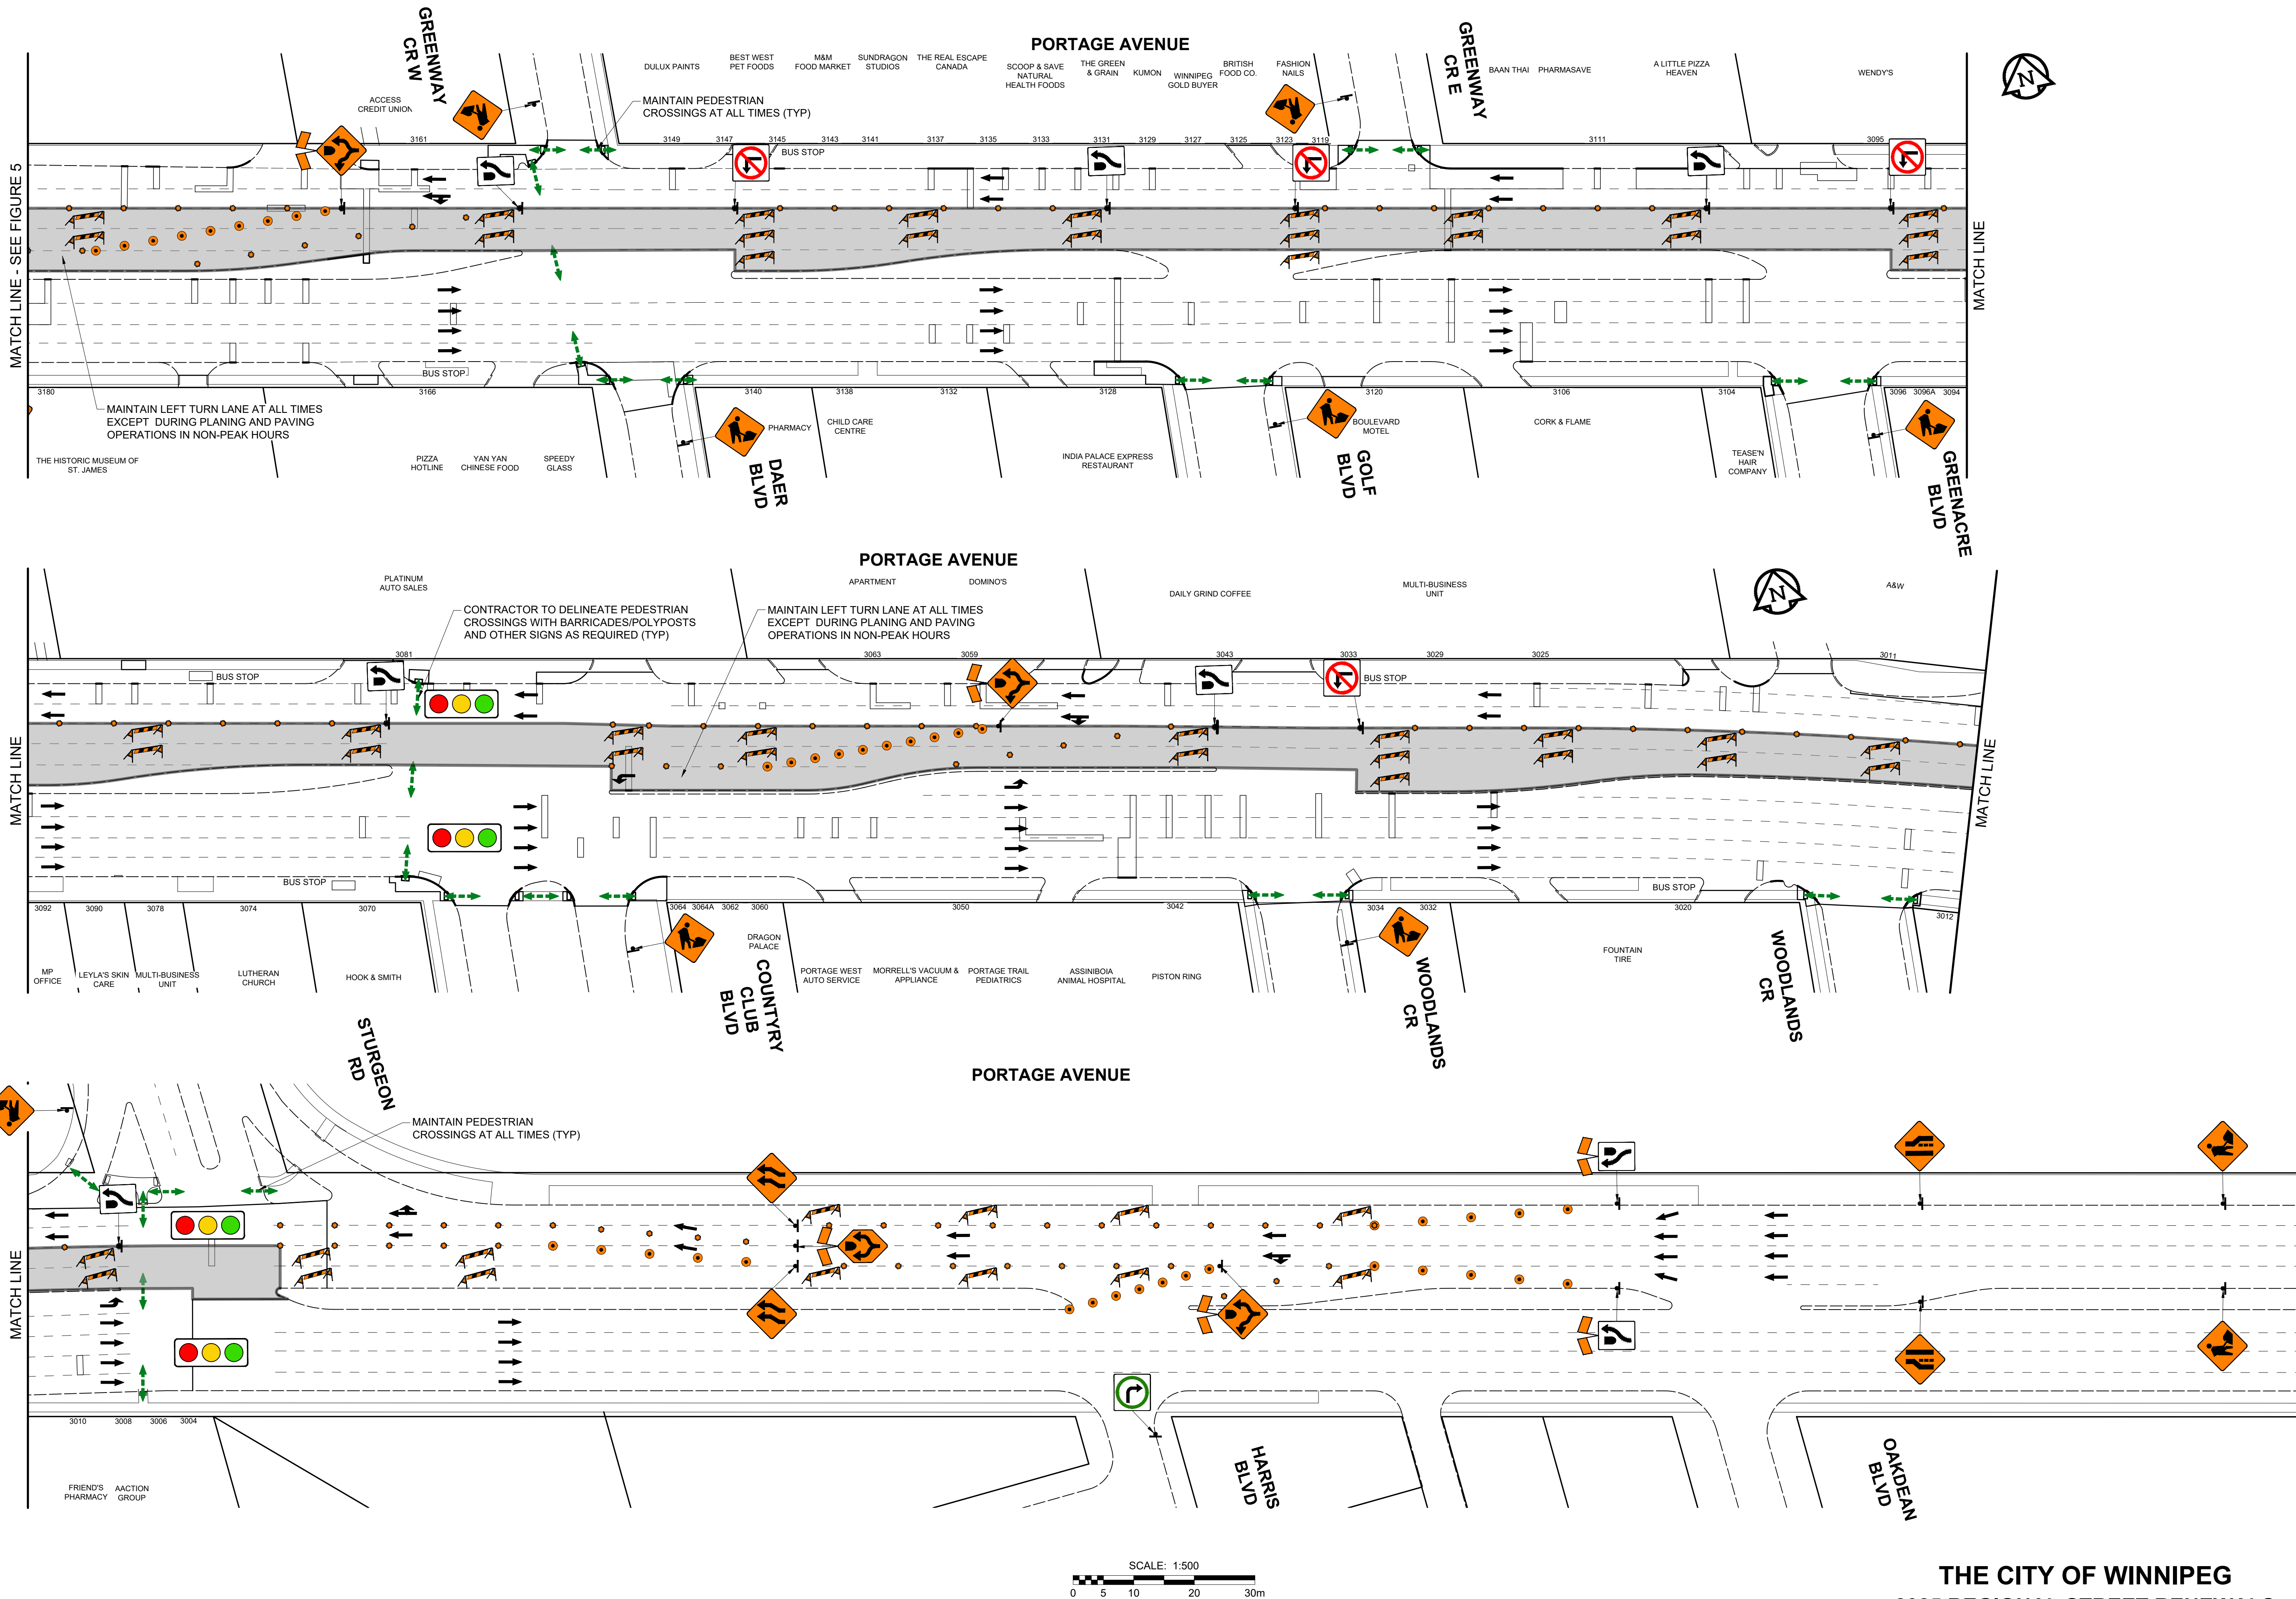 PORTAGE AVENUE
GREENWAY
CR W
GREENWAY
CR E
DULUX PAINTS
BEST WEST
PET FOODS
M&M
FOOD MARKET
SUNDRAGON
STUDIOS
THE REAL ESCAPE
CANADA
SCOOP & SAVE
NATURAL
HEALTH FOODS
THE GREEN
& GRAIN
KUMON
WINNIPEG
GOLD BUYER
BRITISH
FOOD CO.
FASHION
NAILS
BAAN THAI
PHARMASAVE
A LITTLE PIZZA
HEAVEN
WENDY'S
N
ACCESS
CREDIT UNION
MAINTAIN PEDESTRIAN
CROSSINGS AT ALL TIMES (TYP)
3161
3149
3147
3145
3143
3141
3137
3135
3133
3131
3129
3127
3125
3123
3119
3111
3095
BUS STOP
MATCH LINE - SEE FIGURE 5
MATCH LINE
BUS STOP
3180
3166
3140
3138
3132
3128
3120
3106
3104
3096
3096A
3094
MAINTAIN LEFT TURN LANE AT ALL TIMES
EXCEPT DURING PLANING AND PAVING
OPERATIONS IN NON-PEAK HOURS
THE HISTORIC MUSEUM OF
ST. JAMES
PIZZA
HOTLINE
YAN YAN
CHINESE FOOD
SPEEDY
GLASS
PHARMACY
CHILD CARE
CENTRE
INDIA PALACE EXPRESS
RESTAURANT
BOULEVARD
MOTEL
CORK & FLAME
TEASE'N
HAIR
COMPANY
DAER
BLVD
GOLF
BLVD
GREENACRE
BLVD
PORTAGE AVENUE
PLATINUM
AUTO SALES
APARTMENT
DOMINO'S
DAILY GRIND COFFEE
MULTI-BUSINESS
UNIT
N
A&W
CONTRACTOR TO DELINEATE PEDESTRIAN
CROSSINGS WITH BARRICADES/POLYPOSTS
AND OTHER SIGNS AS REQUIRED (TYP)
MAINTAIN LEFT TURN LANE AT ALL TIMES
EXCEPT DURING PLANING AND PAVING
OPERATIONS IN NON-PEAK HOURS
3081
3063
3059
3043
3033
3029
3025
3011
BUS STOP
BUS STOP
MATCH LINE
MATCH LINE
BUS STOP
BUS STOP
3092
3090
3078
3074
3070
3064
3064A
3062
3060
3050
3042
3034
3032
3020
3012
MP
OFFICE
LEYLA'S SKIN
CARE
MULTI-BUSINESS
UNIT
LUTHERAN
CHURCH
HOOK & SMITH
DRAGON
PALACE
PORTAGE WEST
AUTO SERVICE
MORRELL'S VACUUM &
APPLIANCE
PORTAGE TRAIL
PEDIATRICS
ASSINIBOIA
ANIMAL HOSPITAL
PISTON RING
FOUNTAIN
TIRE
COUNTYRY
CLUB
BLVD
WOODLANDS
CR
WOODLANDS
CR
STURGEON
RD
PORTAGE AVENUE
MAINTAIN PEDESTRIAN
CROSSINGS AT ALL TIMES (TYP)
MATCH LINE
3010
3008
3006
3004
FRIEND'S
PHARMACY
AACTION
GROUP
HARRIS
BLVD
OAKDEAN
BLVD
SCALE: 1:500
0 5 10 20 30m
THE CITY OF WINNIPEG